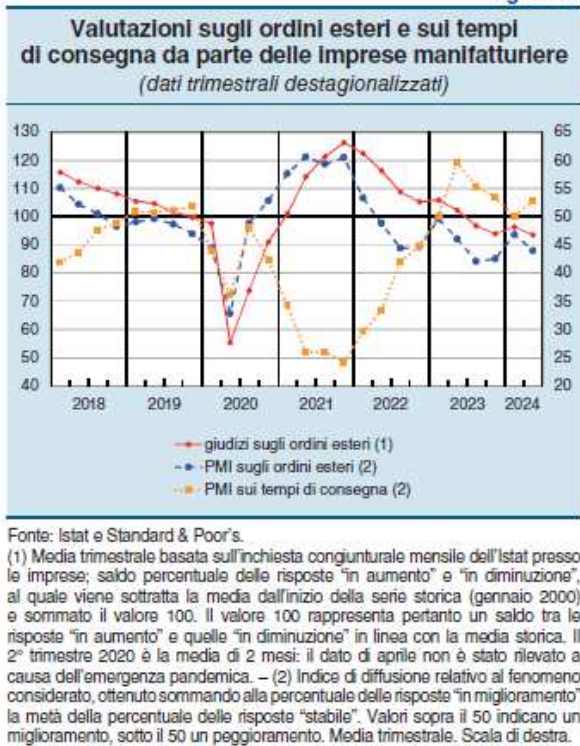 Valutazioni sugli ordini esteri e sui tempi
di consegna da parte delle imprese manifatturiere
(dati trimestrali destagionalizzati)
130 65
120 60
110 55
100 50
90 45
80 40
70 35
60 30
50 25
40 20
2018 2019 2020 2021 2022 2023 2024
giudizi sugli ordini esteri (1)
PMI sugli ordini esteri (2)
PMI sui tempi di consegna (2)
Fonte: Istat e Standard & Poor's.
(1) Media trimestrale basata sull'inchiesta congiunturale mensile dell'Istat presso
le imprese; saldo percentuale delle risposte "in aumento" e "in diminuzione",
al quale viene sottratta la media dall'inizio della serie storica (gennaio 2000)
e sommato il valore 100. Il valore 100 rappresenta pertanto un saldo tra le
risposte "in aumento" e quelle "in diminuzione" in linea con la media storica. Il
2° trimestre 2020 è la media di 2 mesi: il dato di aprile non è stato rilevato a
causa dell'emergenza pandemica. – (2) Indice di diffusione relativo al fenomeno
considerato, ottenuto sommando alla percentuale delle risposte "in miglioramento"
la metà della percentuale delle risposte "stabile". Valori sopra il 50 indicano un
miglioramento, sotto il 50 un peggioramento. Media trimestrale. Scala di destra.